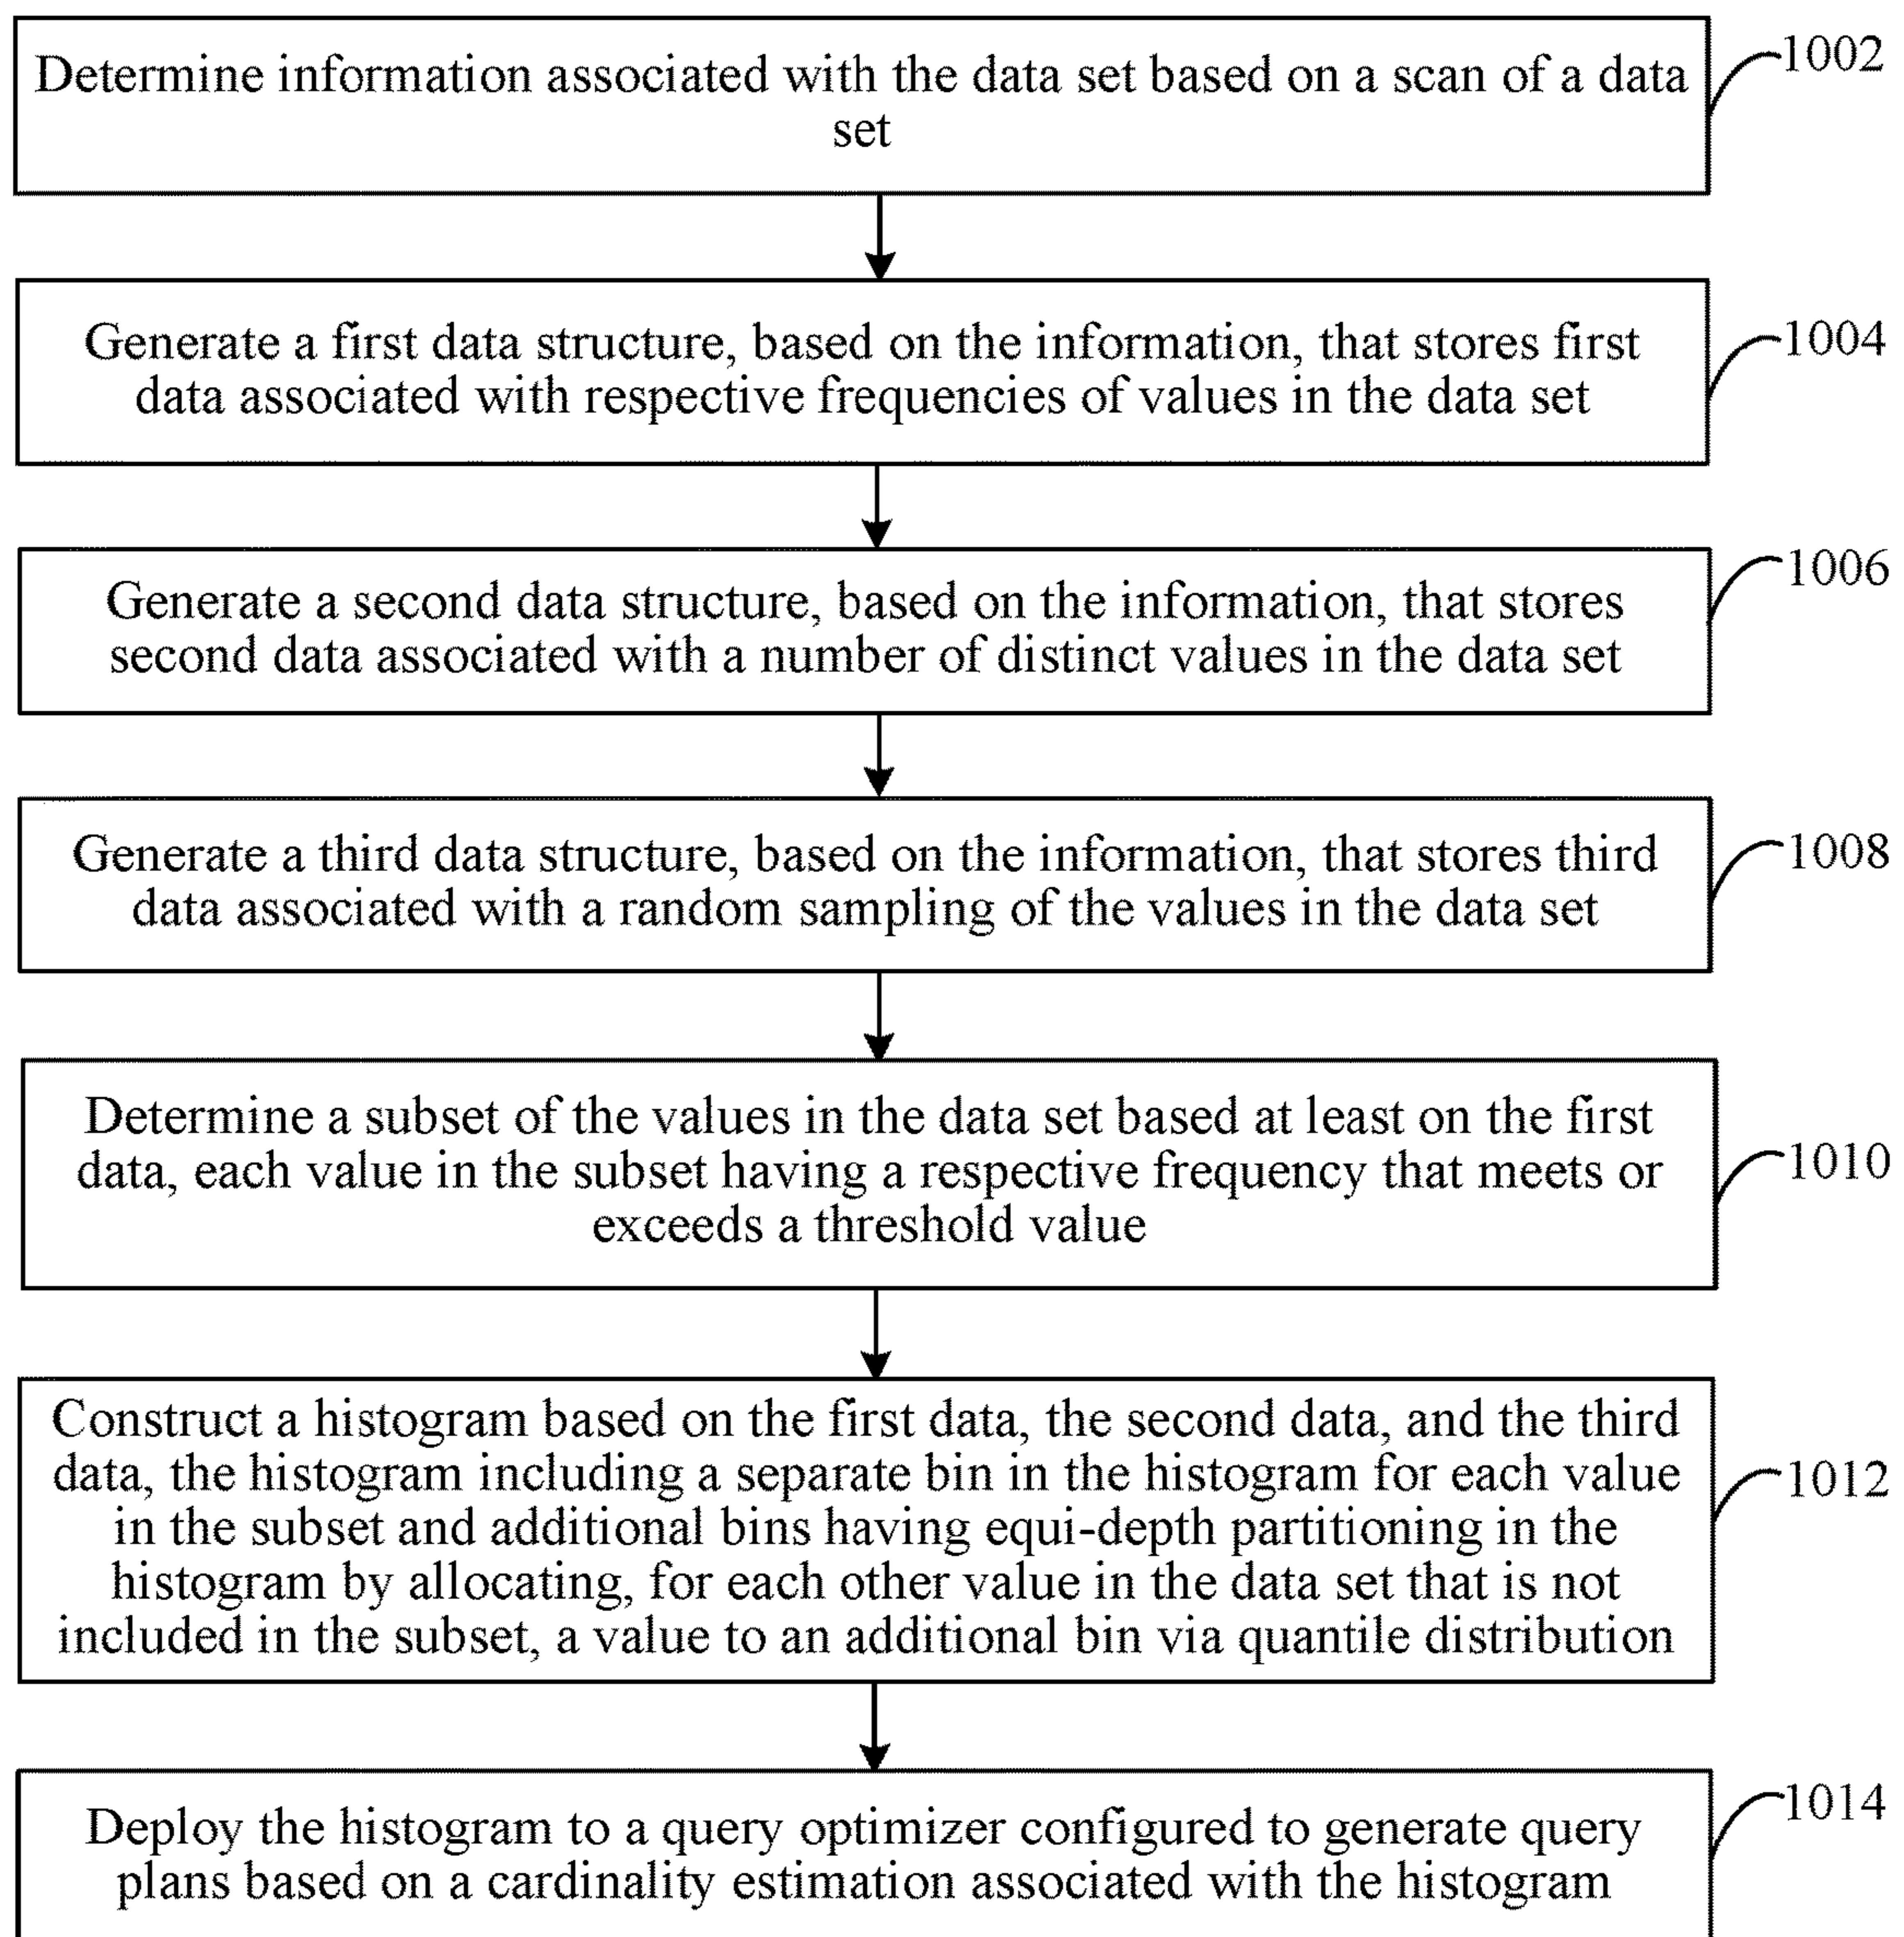 Determine information associated with the data set based on a scan of a data
set
1002
Generate a first data structure, based on the information, that stores first
data associated with respective frequencies of values in the data set
1004
Generate a second data structure, based on the information, that stores
second data associated with a number of distinct values in the data set
1006
Generate a third data structure, based on the information, that stores third
data associated with a random sampling of the values in the data set
1008
Determine a subset of the values in the data set based at least on the first
data, each value in the subset having a respective frequency that meets or
exceeds a threshold value
1010
Construct a histogram based on the first data, the second data, and the third
data, the histogram including a separate bin in the histogram for each value
in the subset and additional bins having equi-depth partitioning in the
histogram by allocating, for each other value in the data set that is not
included in the subset, a value to an additional bin via quantile distribution
1012
Deploy the histogram to a query optimizer configured to generate query
plans based on a cardinality estimation associated with the histogram
1014